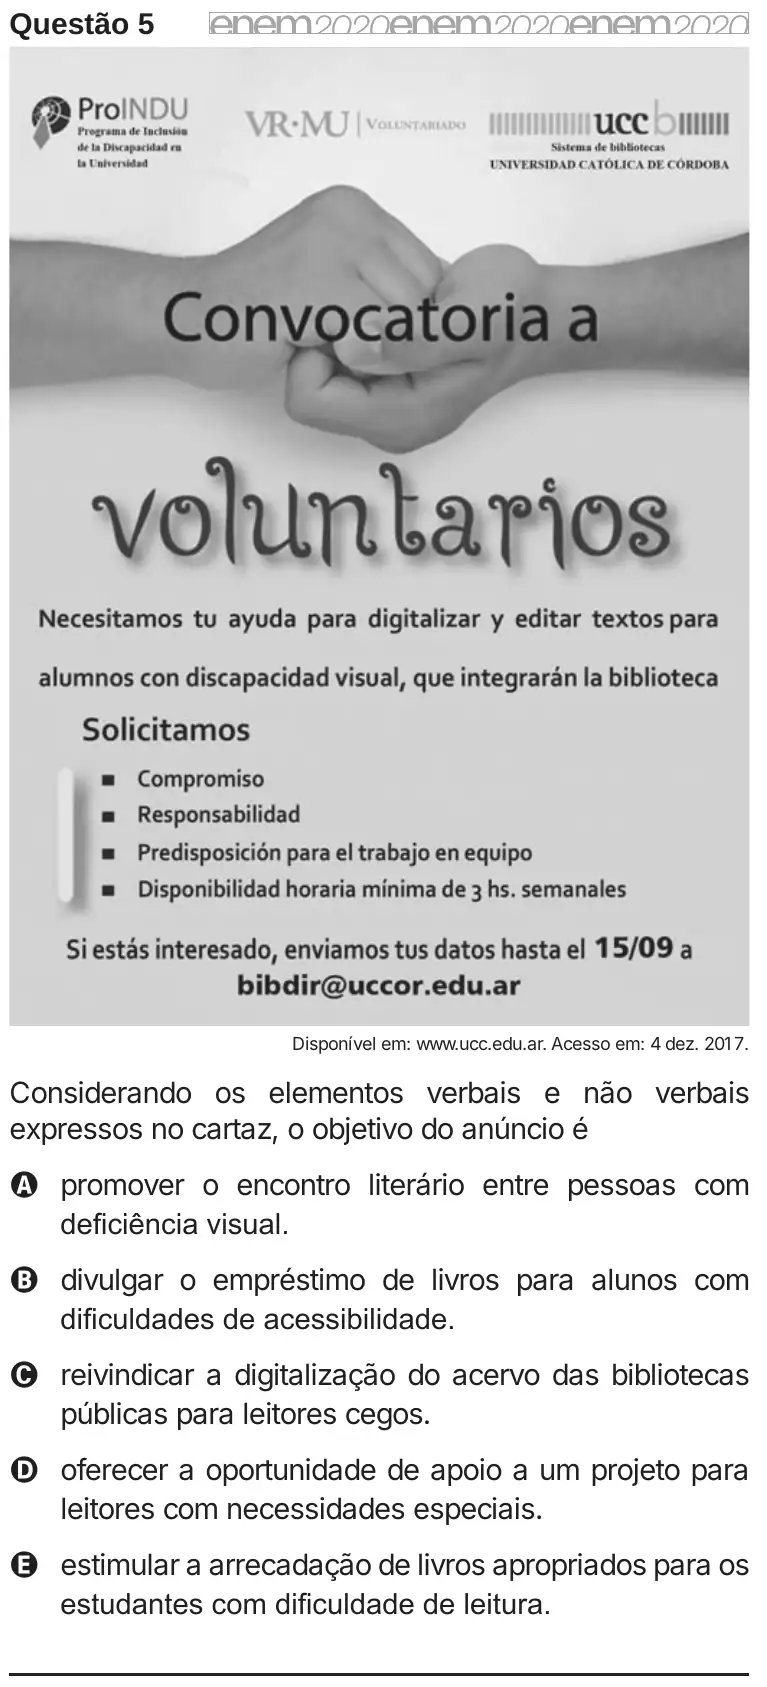 Questão 5
enem2020enem2020enem2020
ProINDU
Programa de Inclusión
de la Discapacidad en
la Universidad
VR·MU | VOLUNTARIADO
uccb
Sistema de bibliotecas
UNIVERSIDAD CATÓLICA DE CÓRDOBA
Convocatoria a
voluntarios
Necesitamos tu ayuda para digitalizar y editar textos para
alumnos con discapacidad visual, que integrarán la biblioteca
Solicitamos
▪ Compromiso
▪ Responsabilidad
▪ Predisposición para el trabajo en equipo
▪ Disponibilidad horaria mínima de 3 hs. semanales
Si estás interesado, envianos tus datos hasta el 15/09 a
bibdir@uccor.edu.ar
Disponível em: www.ucc.edu.ar. Acesso em: 4 dez. 2017.
Considerando os elementos verbais e não verbais
expressos no cartaz, o objetivo do anúncio é
A promover o encontro literário entre pessoas com
deficiência visual.
B divulgar o empréstimo de livros para alunos com
dificuldades de acessibilidade.
C reivindicar a digitalização do acervo das bibliotecas
públicas para leitores cegos.
D oferecer a oportunidade de apoio a um projeto para
leitores com necessidades especiais.
E estimular a arrecadação de livros apropriados para os
estudantes com dificuldade de leitura.